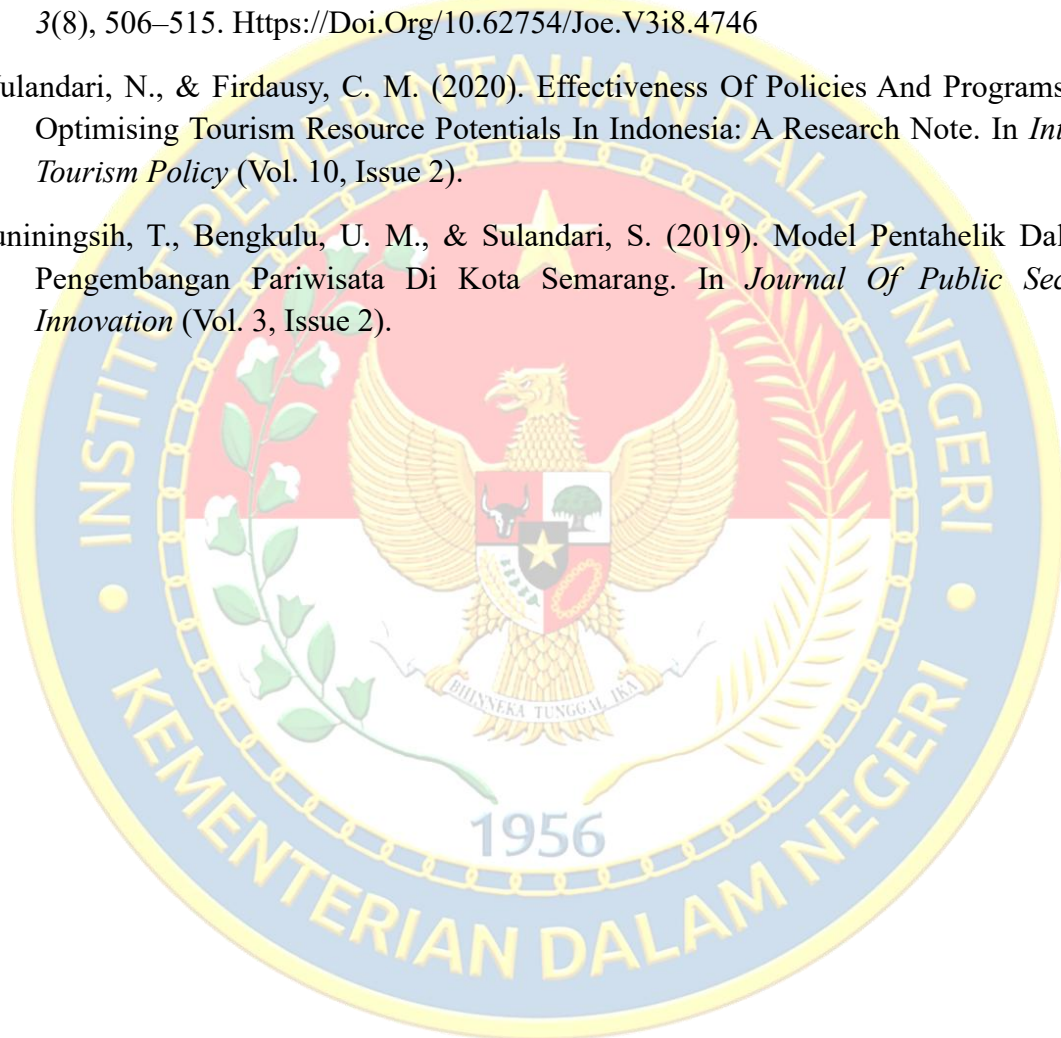 3(8), 506–515. Https://Doi.Org/10.62754/Joe.V3i8.4746
ulandari, N., & Firdausy, C. M. (2020). Effectiveness Of Policies And Programs
Optimising Tourism Resource Potentials In Indonesia: A Research Note. In Int
Tourism Policy (Vol. 10, Issue 2).
uniningsih, T., Bengkulu, U. M., & Sulandari, S. (2019). Model Pentahelik Dal
Pengembangan Pariwisata Di Kota Semarang. In Journal Of Public Sec
Innovation (Vol. 3, Issue 2).
INSTITUT PEMERINTAHAN DALAM NEGERI
BHINNEKA TUNGGAL IKA
1956
KEMENTERIAN DALAM NEGERI